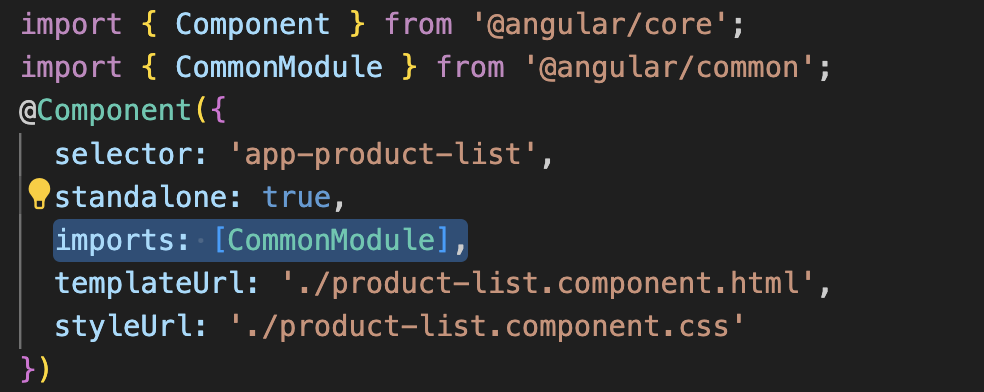 import { Component } from '@angular/core';
import { CommonModule } from '@angular/common';
@Component({
  selector: 'app-product-list',
  standalone: true,
  imports: [CommonModule],
  templateUrl: './product-list.component.html',
  styleUrl: './product-list.component.css'
})